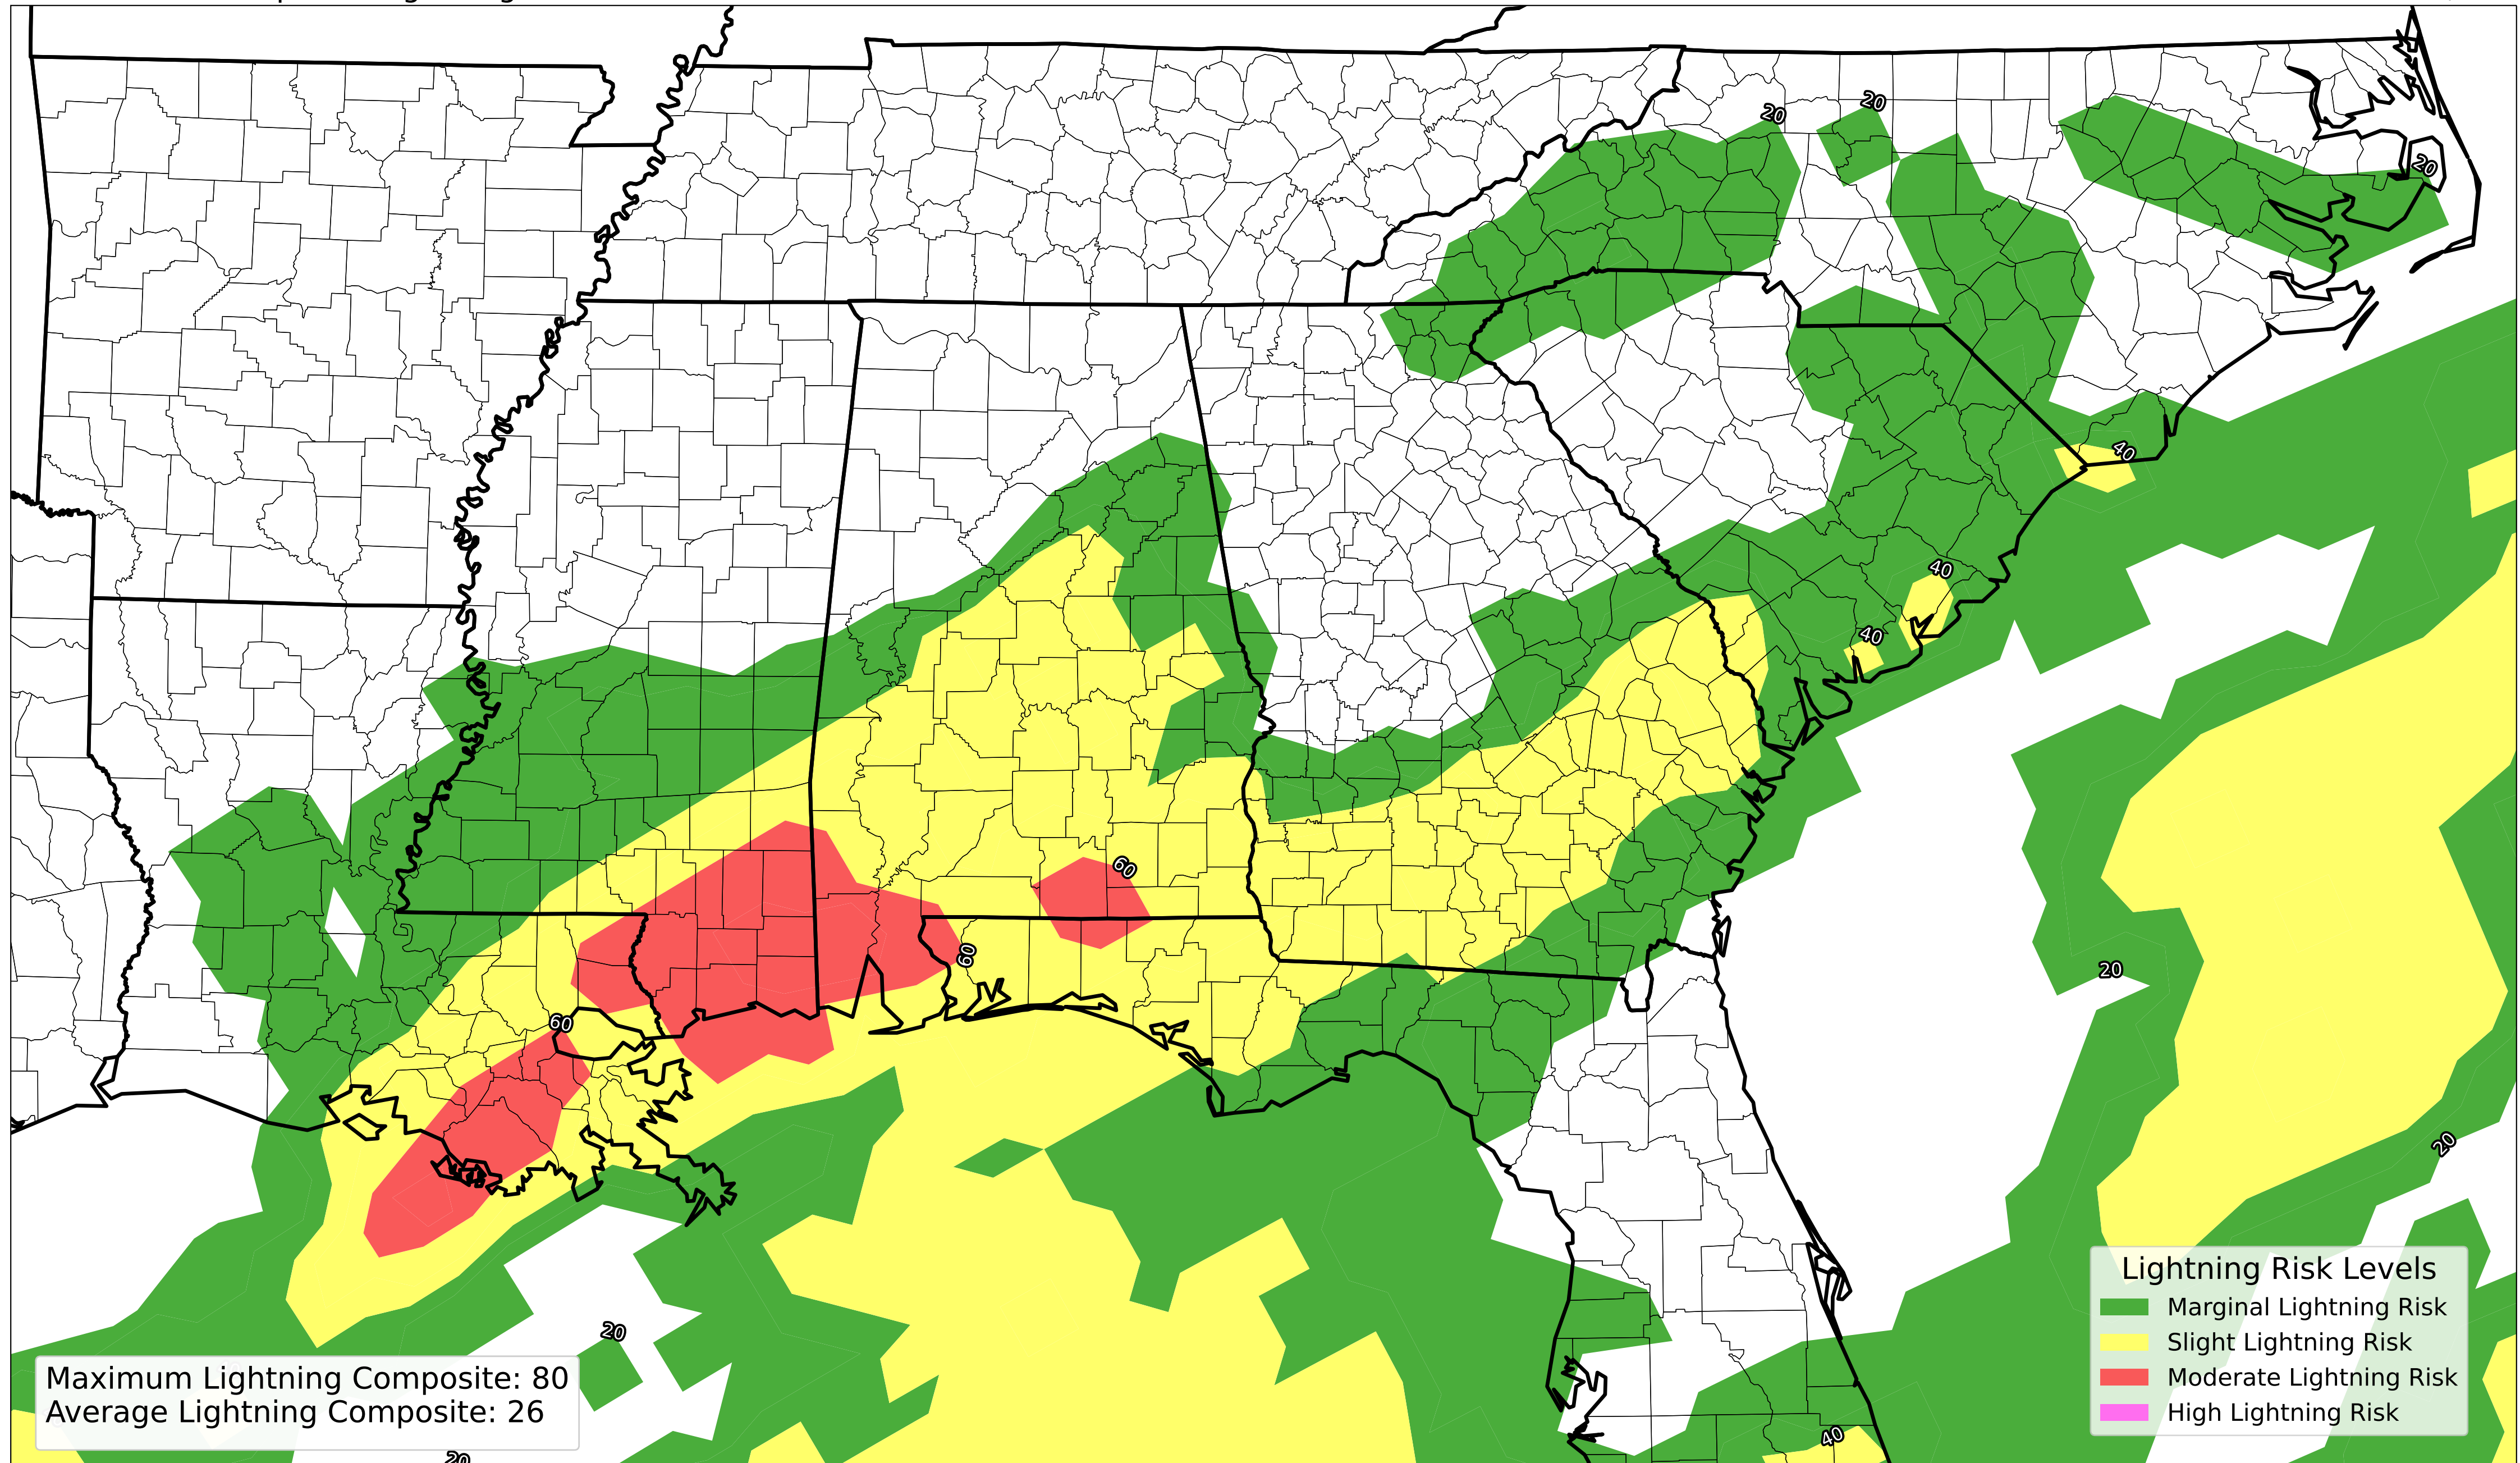 20
20
20
40
40
40
60
60
60
20
20
20
20
40
Maximum Lightning Composite: 80
Average Lightning Composite: 26
Lightning Risk Levels
Marginal Lightning Risk
Slight Lightning Risk
Moderate Lightning Risk
High Lightning Risk